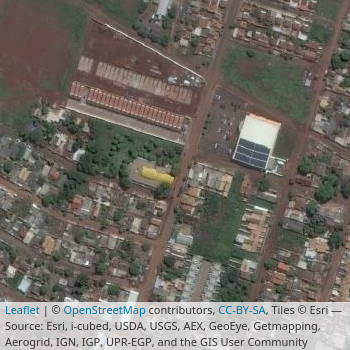 Leaflet | © OpenStreetMap contributors, CC-BY-SA, Tiles © Esri —
Source: Esri, i-cubed, USDA, USGS, AEX, GeoEye, Getmapping,
Aerogrid, IGN, IGP, UPR-EGP, and the GIS User Community